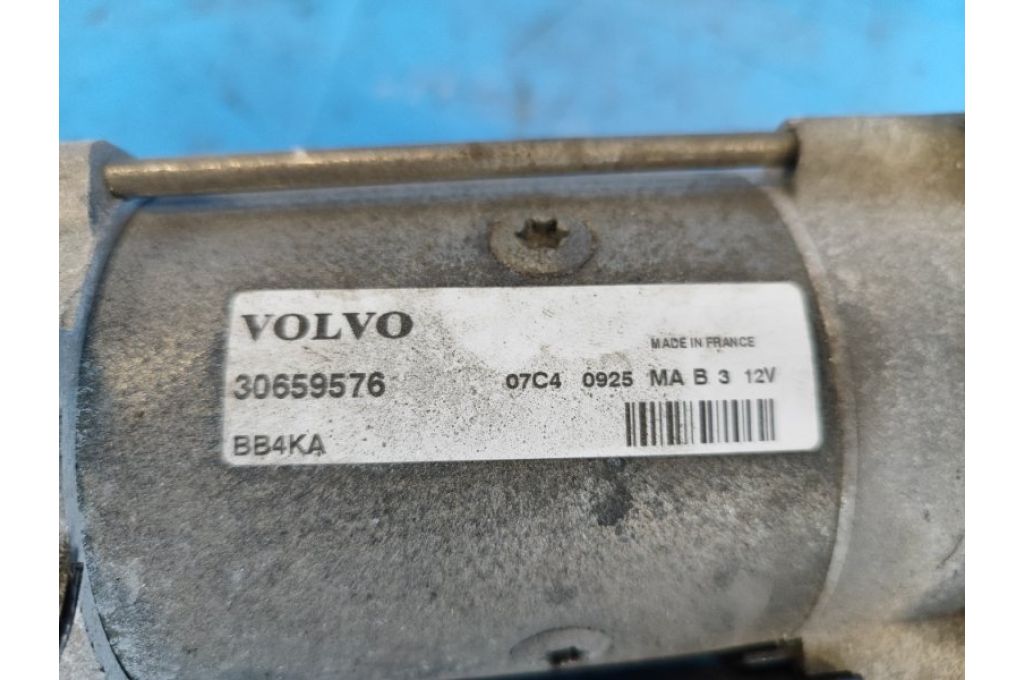 VOLVO
MADE IN FRANCE
30659576 07C4 0925 MA B 3 12V
BB4KA